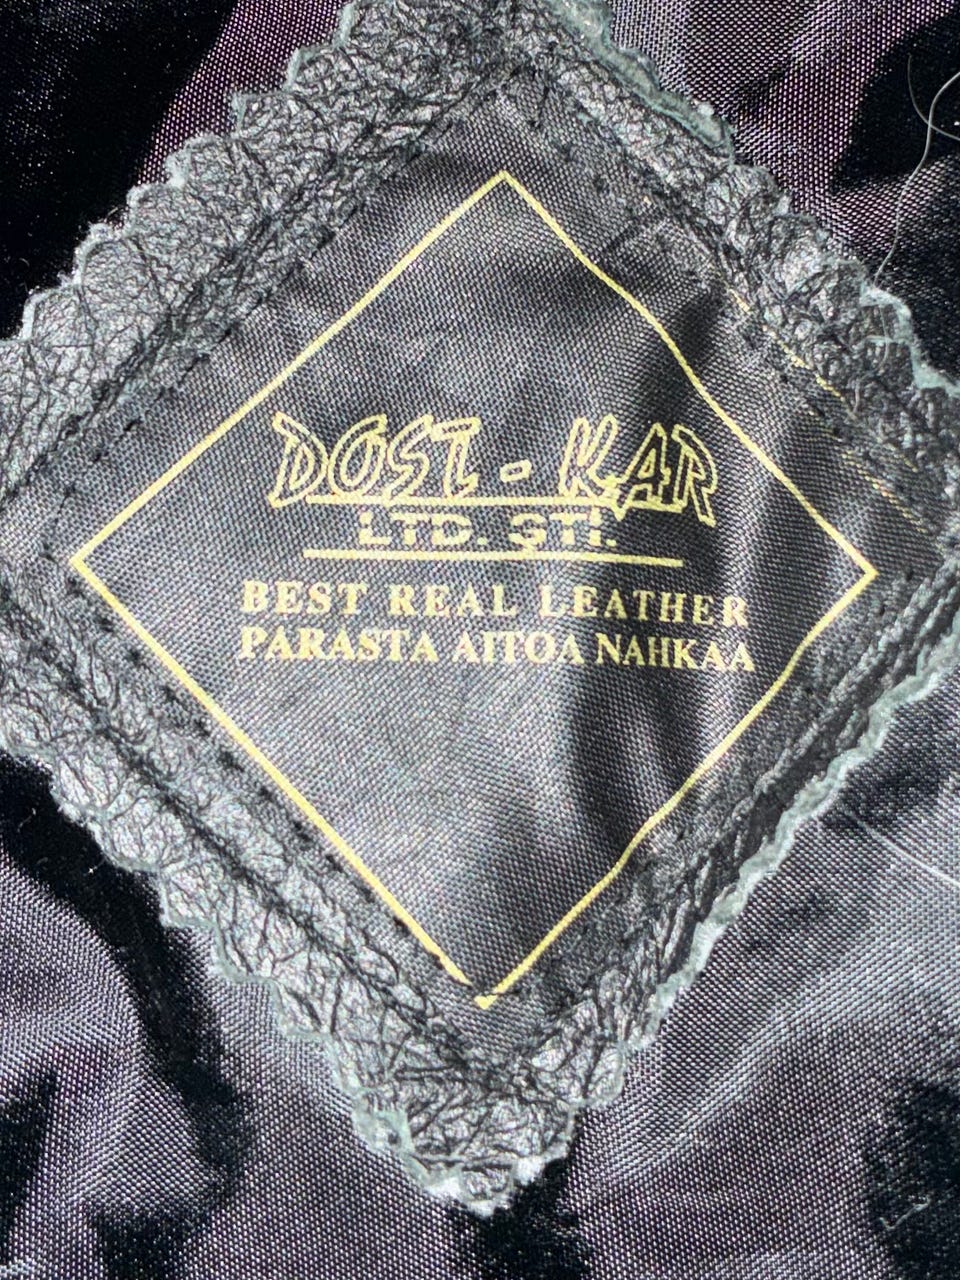 DOST - KAR
LTD. ŞTİ.
BEST REAL LEATHER
PARASTA AITOA NAHKAA